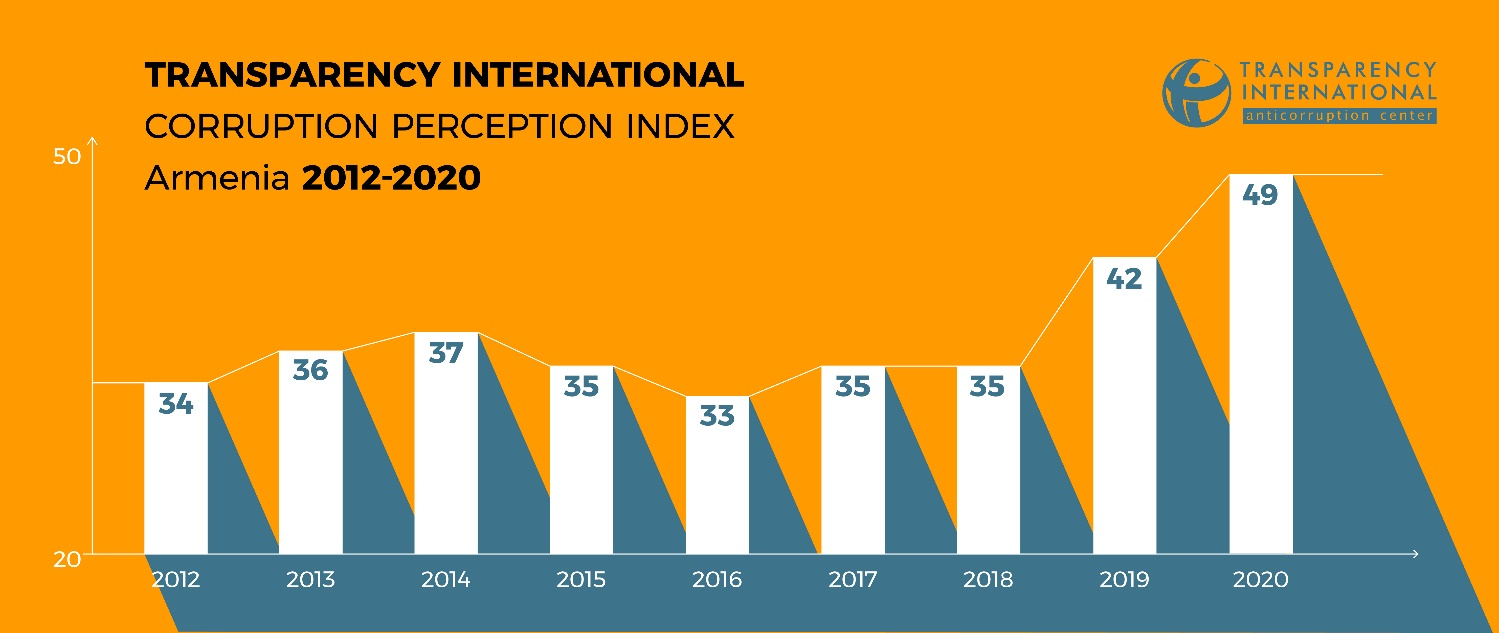 TRANSPARENCY INTERNATIONAL
CORRUPTION PERCEPTION INDEX
Armenia 2012-2020
TRANSPARENCY
INTERNATIONAL
anticorruption center
50
49
42
36
37
34
35
33
35
35
20
2012 2013 2014 2015 2016 2017 2018 2019 2020